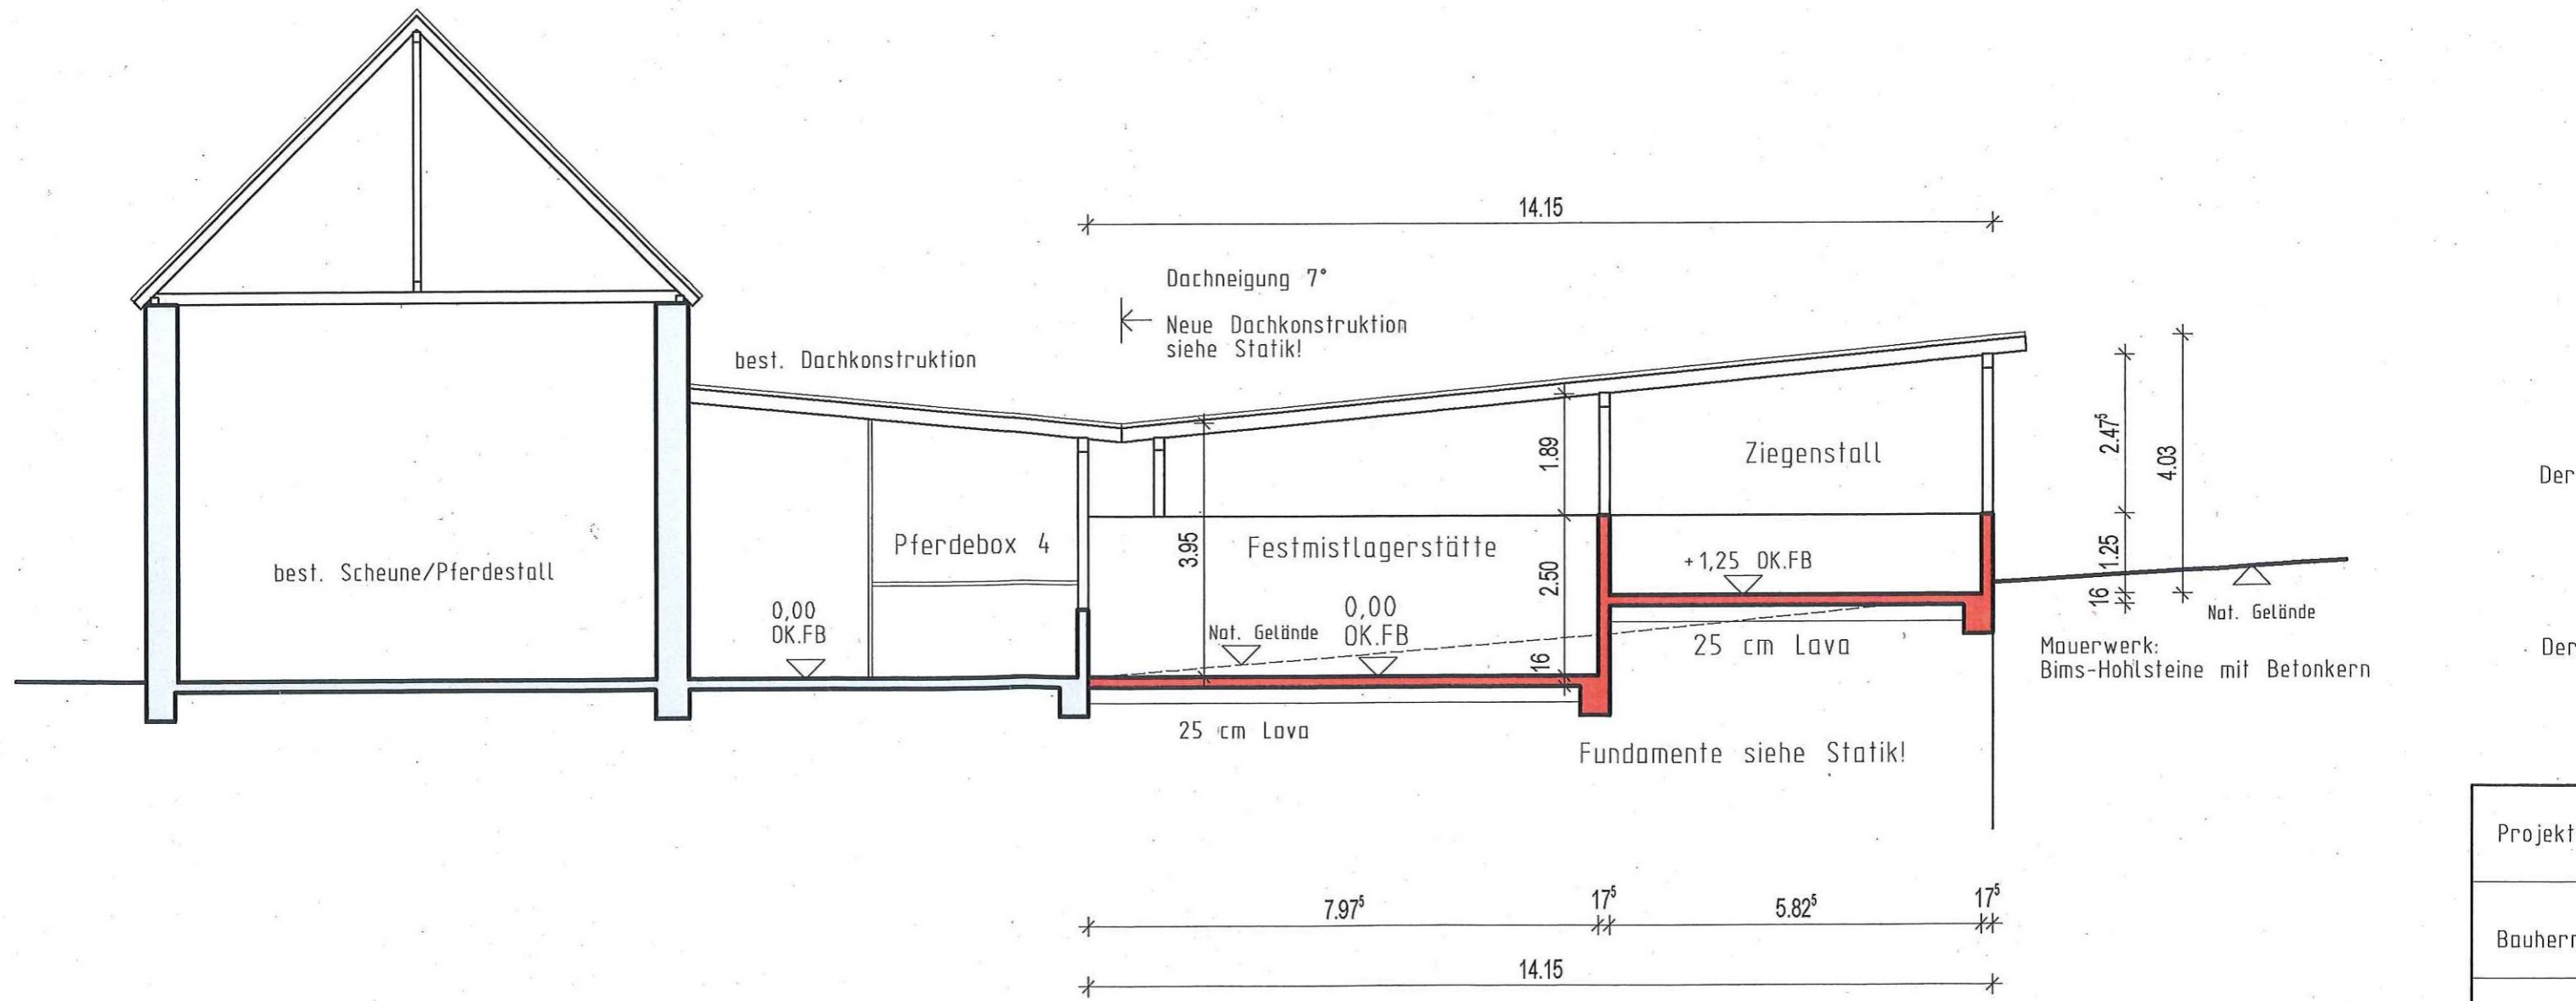 14.15
Dachneigung 7°
Neue Dachkonstruktion
siehe Statik!
best. Dachkonstruktion
2.47⁵
4.03
1.89
Ziegenstall
Der
3.95
Pferdebox 4
Festmistlagerstätte
best. Scheune/Pferdestall
2.50
+1,25 OK.FB
1.25
16
0,00
OK.FB
0,00
OK.FB
Nat. Gelände
Nat. Gelände
16
25 cm Lava
Mauerwerk:
Bims-Hohlsteine mit Betonkern
Der
25 cm Lava
Fundamente siehe Statik!
Projekt
7.97⁵
17⁵
5.82⁵
17⁵
Bauherr
14.15